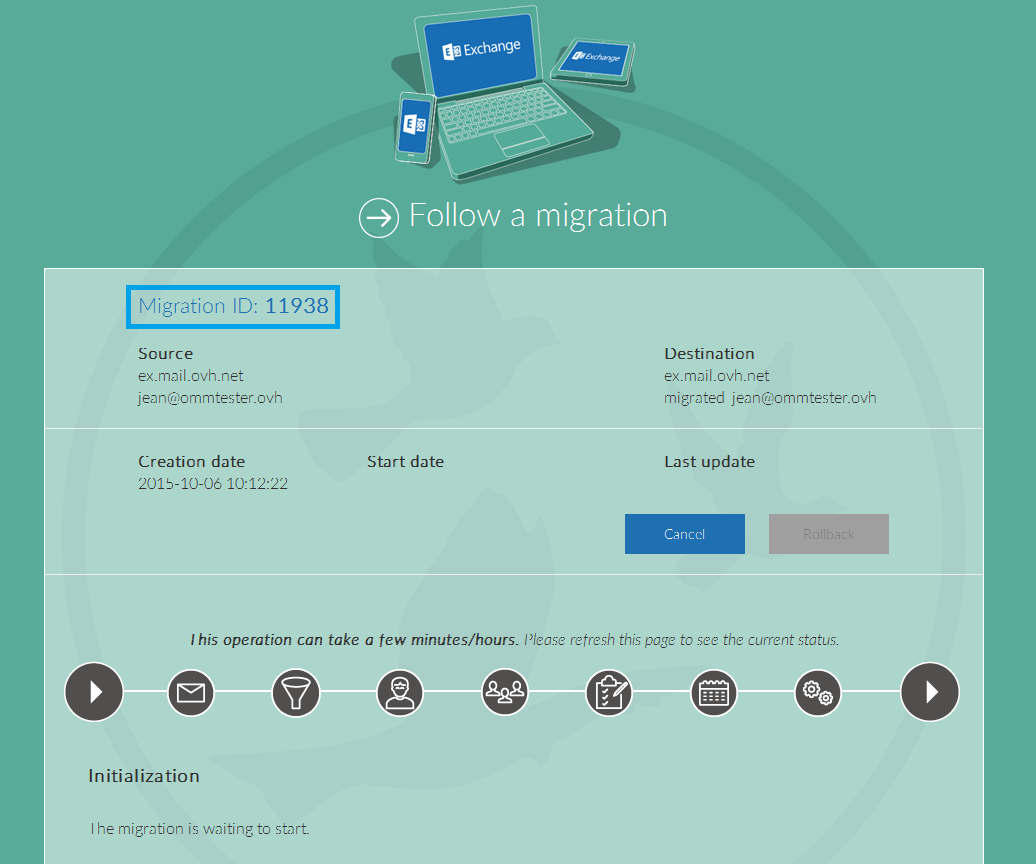 Exchange
Exchange
Follow a migration
Migration ID: 11938
Source
ex.mail.ovh.net
jean@ommtester.ovh
Destination
ex.mail.ovh.net
migrated_jean@ommtester.ovh
Creation date
2015-10-06 10:12:22
Start date
Last update
Cancel
Rollback
This operation can take a few minutes/hours. Please refresh this page to see the current status.
Initialization
The migration is waiting to start.